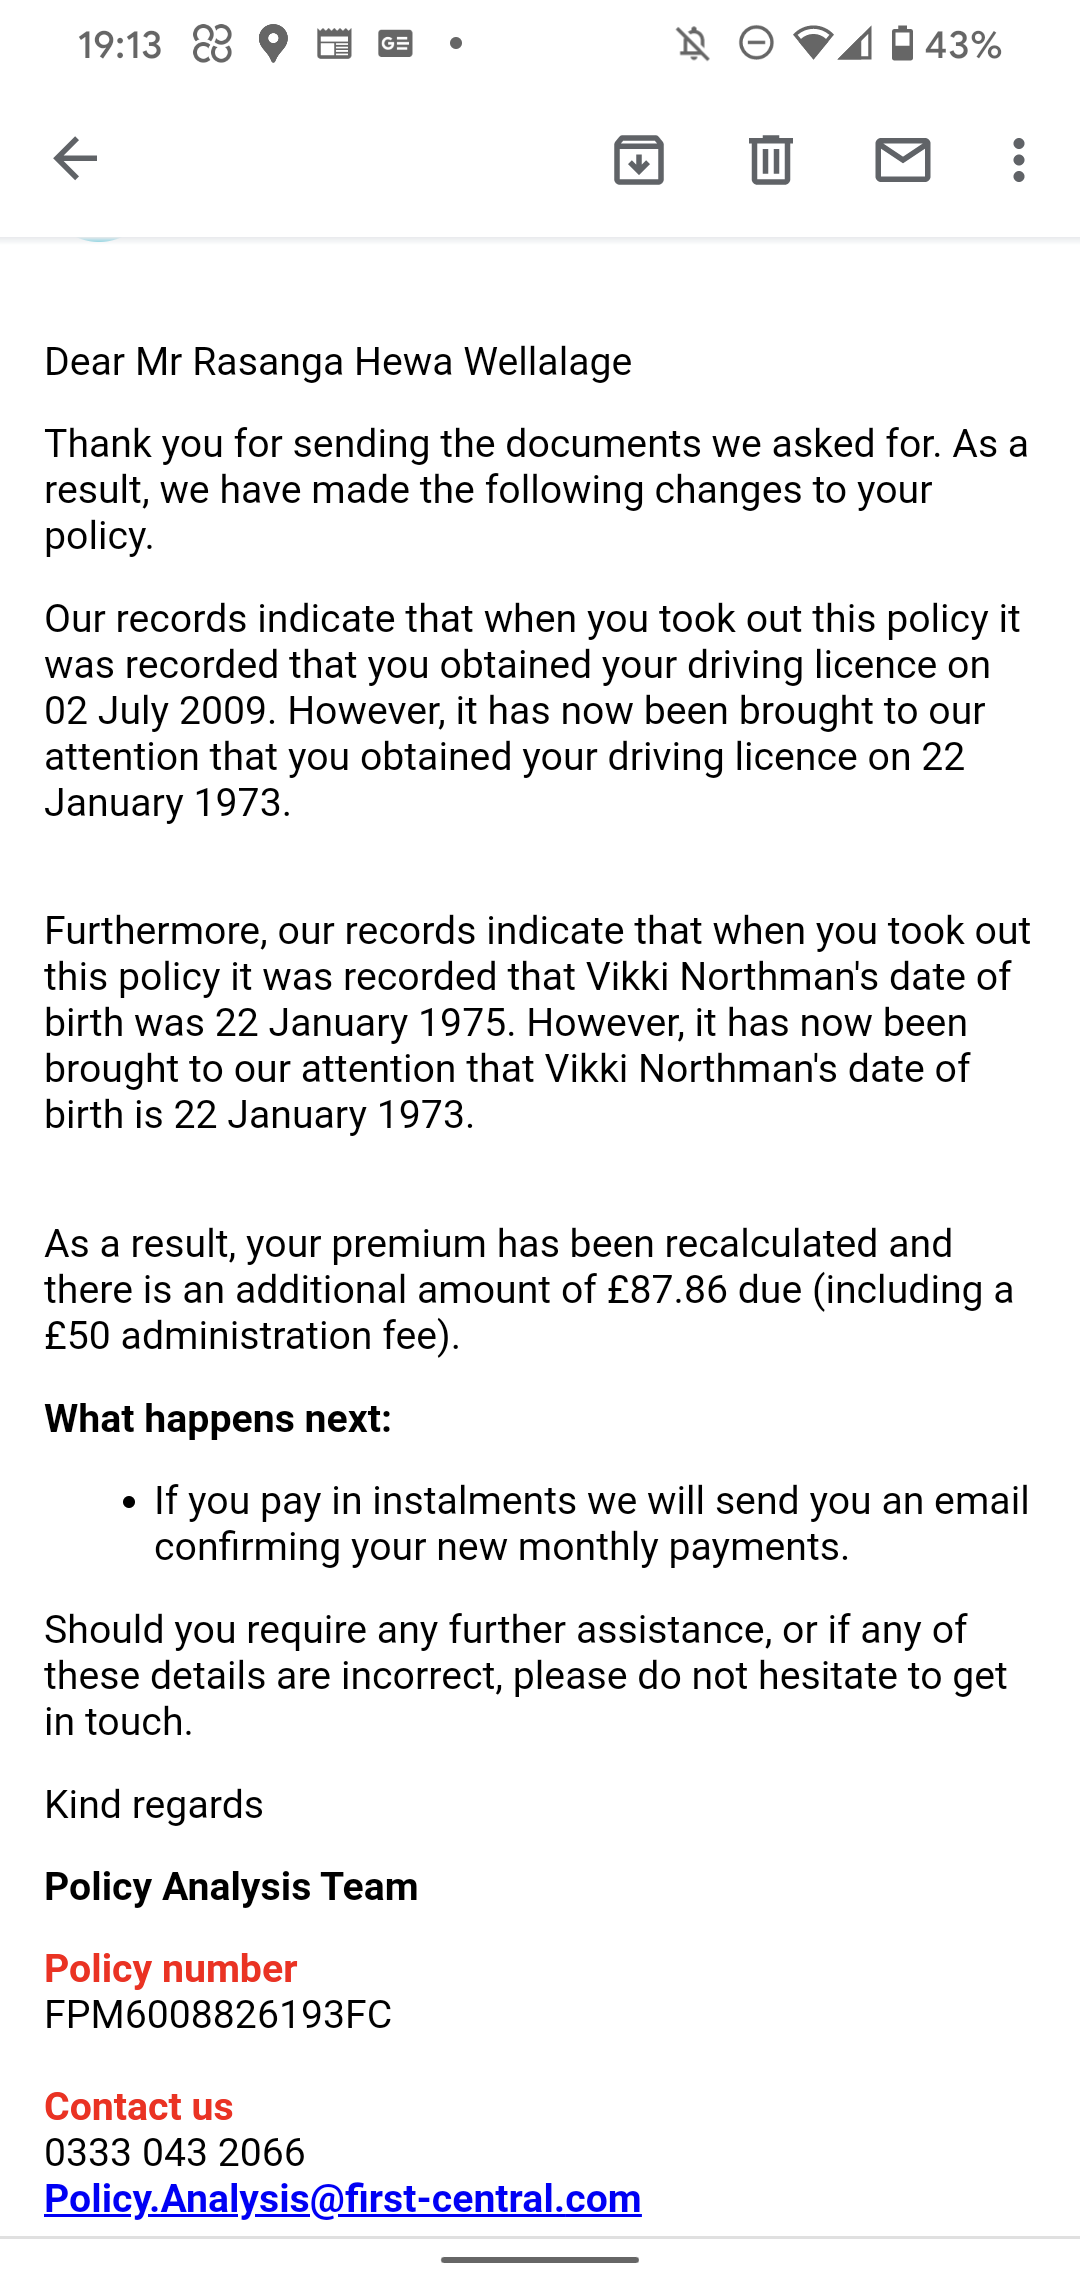 19:13
43%
Dear Mr Rasanga Hewa Wellalage
Thank you for sending the documents we asked for. As a
result, we have made the following changes to your
policy.
Our records indicate that when you took out this policy it
was recorded that you obtained your driving licence on
02 July 2009. However, it has now been brought to our
attention that you obtained your driving licence on 22
January 1973.
Furthermore, our records indicate that when you took out
this policy it was recorded that Vikki Northman's date of
birth was 22 January 1975. However, it has now been
brought to our attention that Vikki Northman's date of
birth is 22 January 1973.
As a result, your premium has been recalculated and
there is an additional amount of £87.86 due (including a
£50 administration fee).
What happens next:
• If you pay in instalments we will send you an email
confirming your new monthly payments.
Should you require any further assistance, or if any of
these details are incorrect, please do not hesitate to get
in touch.
Kind regards
Policy Analysis Team
Policy number
FPM6008826193FC
Contact us
0333 043 2066
Policy.Analysis@first-central.com